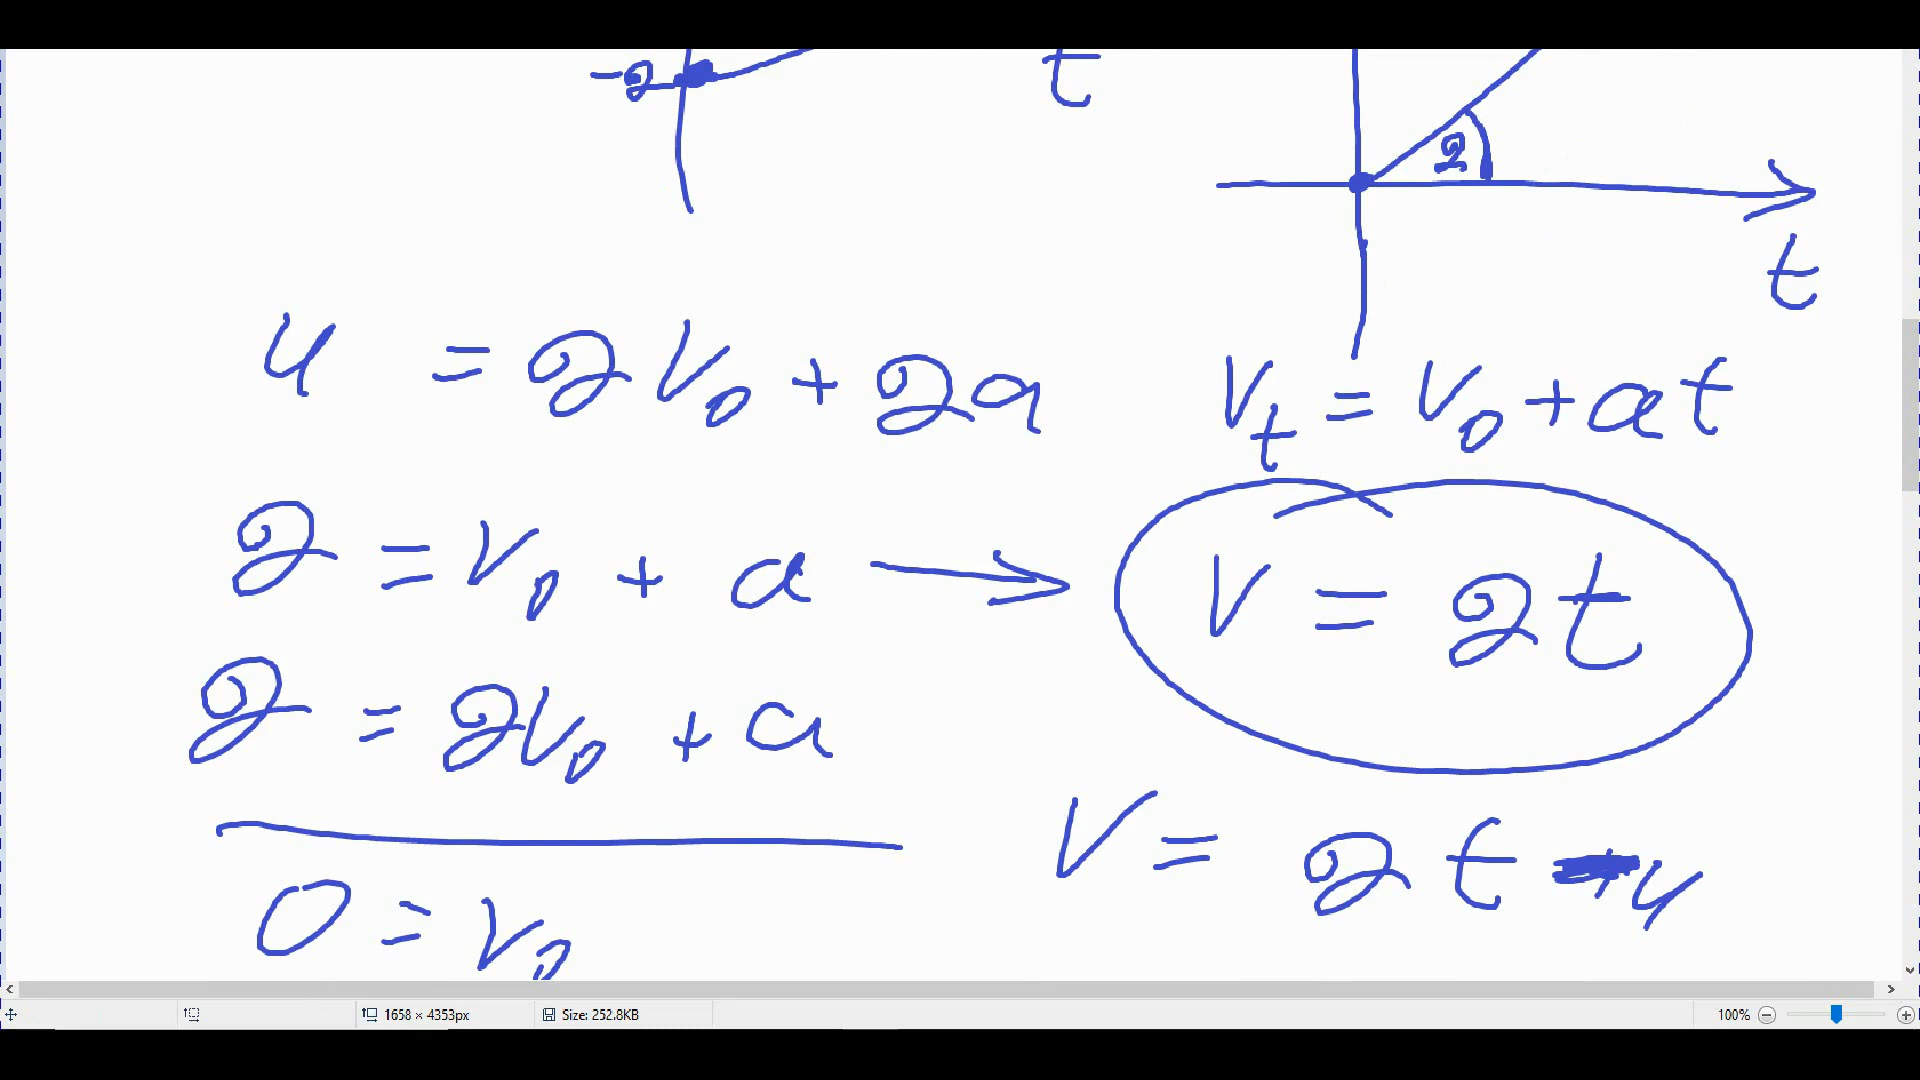 -2
t
2
t
4 = 2V₀ + 2a
Vt = V₀ + at
2 = V₀ + a →
V = 2t
2 = 2V₀ + a
V = 2t
0 = V₀
1658 × 4353px
Size: 252.8KB
100%